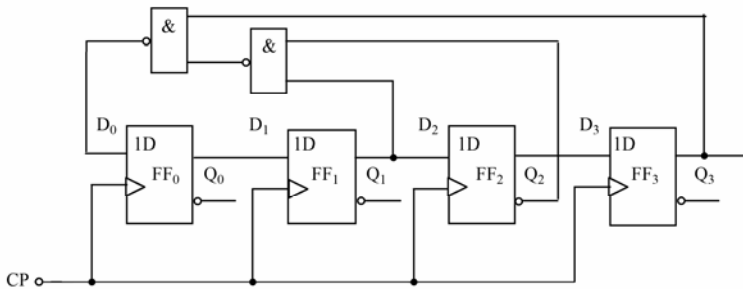 &
&
D₀ D₁ D₂ D₃
1D 1D 1D 1D
FF₀ Q₀ FF₁ Q₁ FF₂ Q₂ FF₃ Q₃
CP